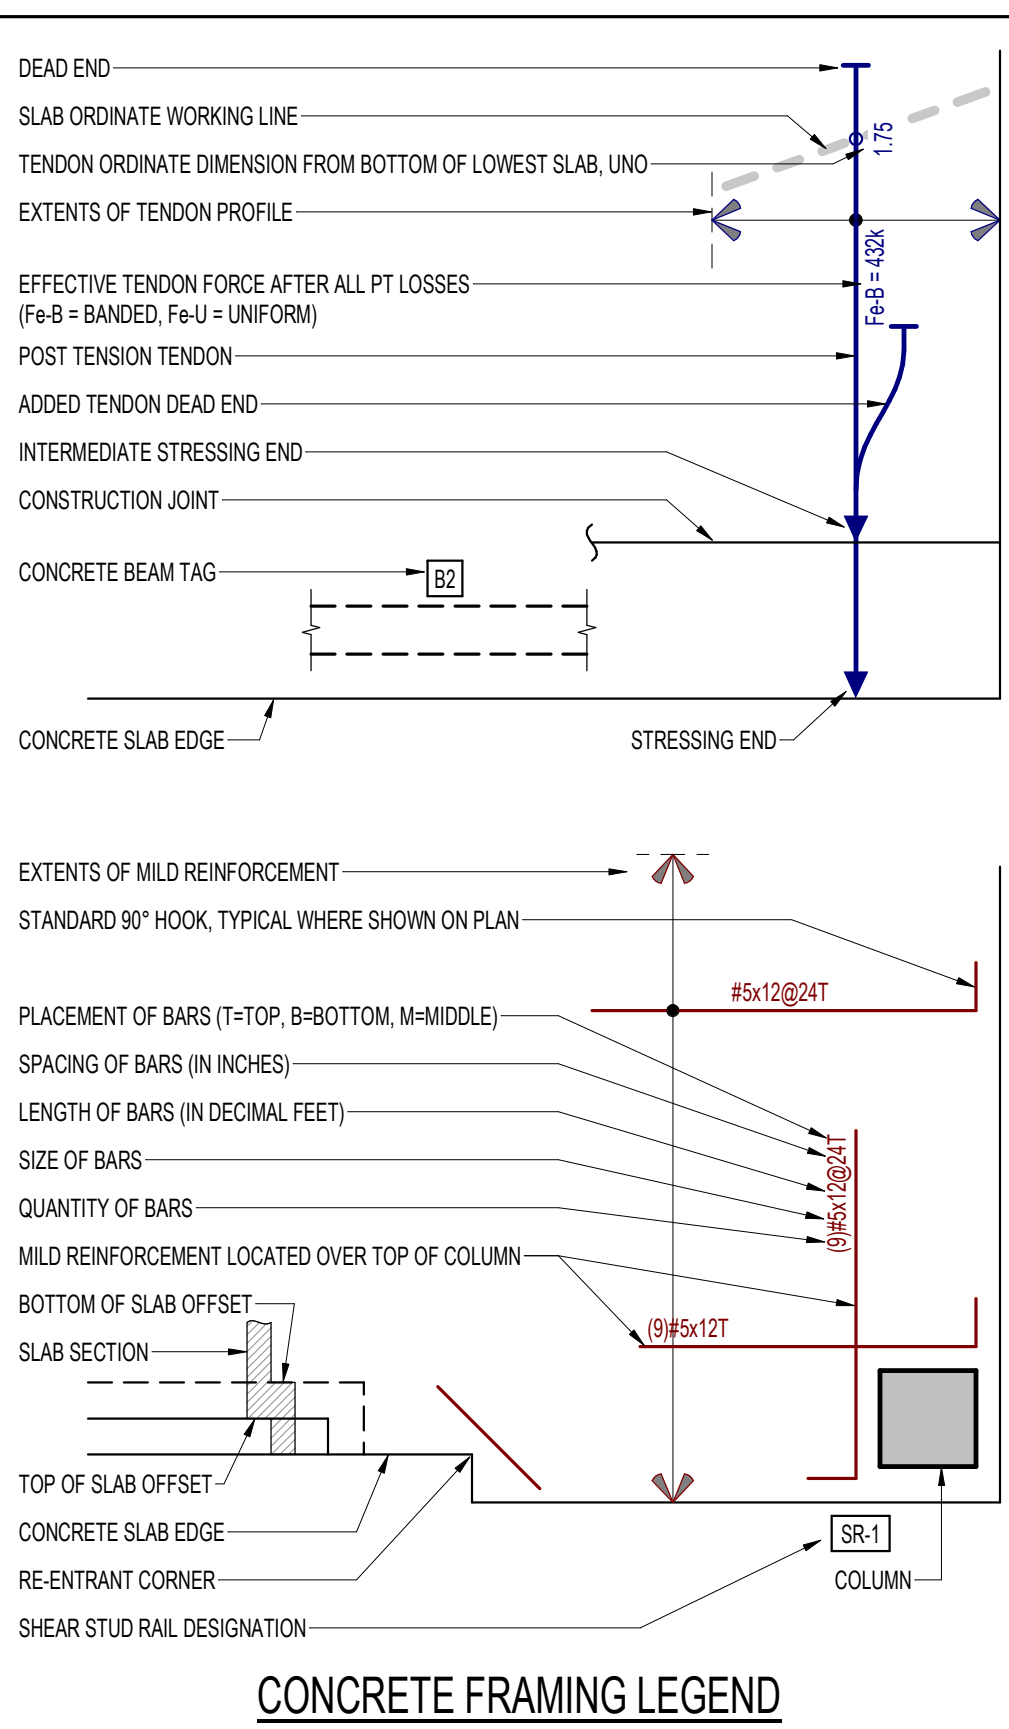 DEAD END
SLAB ORDINATE WORKING LINE
1.75
TENDON ORDINATE DIMENSION FROM BOTTOM OF LOWEST SLAB, UNO
EXTENTS OF TENDON PROFILE
EFFECTIVE TENDON FORCE AFTER ALL PT LOSSES
(Fe-B = BANDED, Fe-U = UNIFORM)
Fe-B = 432k
POST TENSION TENDON
ADDED TENDON DEAD END
INTERMEDIATE STRESSING END
CONSTRUCTION JOINT
CONCRETE BEAM TAG
B2
CONCRETE SLAB EDGE
STRESSING END
EXTENTS OF MILD REINFORCEMENT
STANDARD 90° HOOK, TYPICAL WHERE SHOWN ON PLAN
#5x12@24T
PLACEMENT OF BARS (T=TOP, B=BOTTOM, M=MIDDLE)
SPACING OF BARS (IN INCHES)
LENGTH OF BARS (IN DECIMAL FEET)
SIZE OF BARS
QUANTITY OF BARS
(9)#5x12@24T
MILD REINFORCEMENT LOCATED OVER TOP OF COLUMN
BOTTOM OF SLAB OFFSET
(9)#5x12T
SLAB SECTION
TOP OF SLAB OFFSET
CONCRETE SLAB EDGE
SR-1
RE-ENTRANT CORNER
COLUMN
SHEAR STUD RAIL DESIGNATION
CONCRETE FRAMING LEGEND